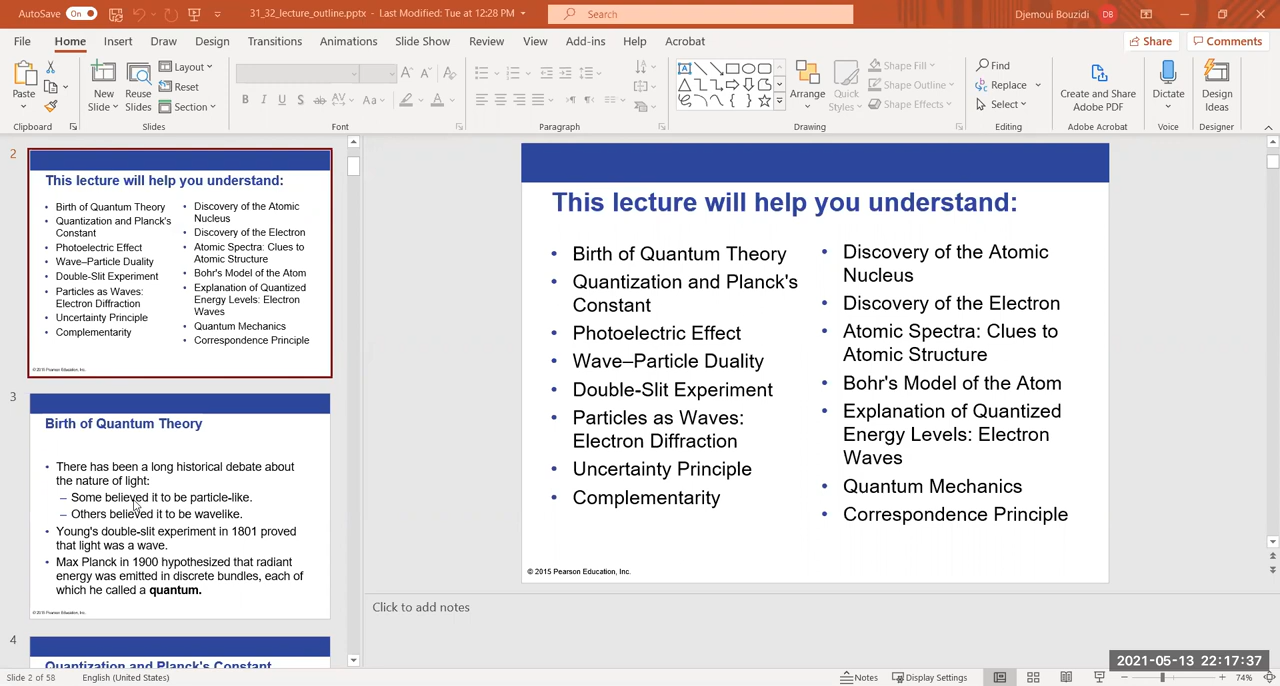 AutoSave On 31_32_lecture_outline.pptx - Last Modified: Tue at 12:28 PM Search Djemoui Bouzidi DB
File Home Insert Draw Design Transitions Animations Slide Show Review View Add-ins Help Acrobat Share Comments
Paste
New Slide
Reuse Slides
Layout
Reset
Section
B I U S ab AV Aa A
Arrange
Quick Styles
Shape Fill
Shape Outline
Shape Effects
Find
Replace
Select
Create and Share Adobe PDF
Dictate
Design Ideas
Clipboard Slides Font Paragraph Drawing Editing Adobe Acrobat Voice Designer
2
This lecture will help you understand:
• Birth of Quantum Theory
• Quantization and Planck's
Constant
• Photoelectric Effect
• Wave–Particle Duality
• Double-Slit Experiment
• Particles as Waves:
Electron Diffraction
• Uncertainty Principle
• Complementarity
• Discovery of the Atomic
Nucleus
• Discovery of the Electron
• Atomic Spectra: Clues to
Atomic Structure
• Bohr's Model of the Atom
• Explanation of Quantized
Energy Levels: Electron
Waves
• Quantum Mechanics
• Correspondence Principle
© 2015 Pearson Education, Inc.
3
Birth of Quantum Theory
• There has been a long historical debate about
the nature of light:
– Some believed it to be particle-like.
– Others believed it to be wavelike.
• Young's double-slit experiment in 1801 proved
that light was a wave.
• Max Planck in 1900 hypothesized that radiant
energy was emitted in discrete bundles, each of
which he called a quantum.
© 2015 Pearson Education, Inc.
4
Quantization and Planck's Constant
This lecture will help you understand:
• Birth of Quantum Theory
• Quantization and Planck's
Constant
• Photoelectric Effect
• Wave–Particle Duality
• Double-Slit Experiment
• Particles as Waves:
Electron Diffraction
• Uncertainty Principle
• Complementarity
• Discovery of the Atomic
Nucleus
• Discovery of the Electron
• Atomic Spectra: Clues to
Atomic Structure
• Bohr's Model of the Atom
• Explanation of Quantized
Energy Levels: Electron
Waves
• Quantum Mechanics
• Correspondence Principle
© 2015 Pearson Education, Inc.
Click to add notes
2021-05-13 22:17:37
Slide 2 of 58 English (United States) Notes Display Settings 74%